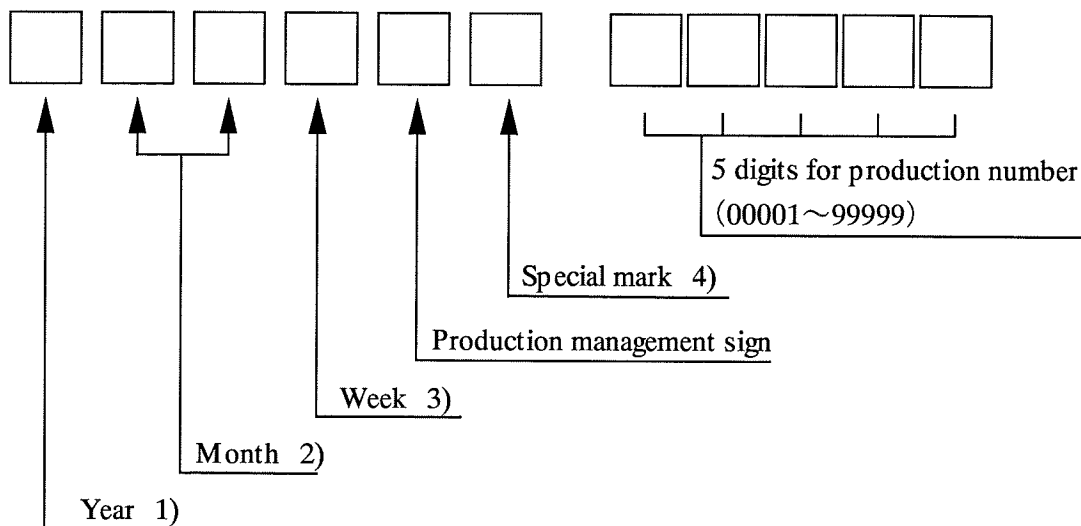 5 digits for production number
(00001～99999)
Special mark 4)
Production management sign
Week 3)
Month 2)
Year 1)